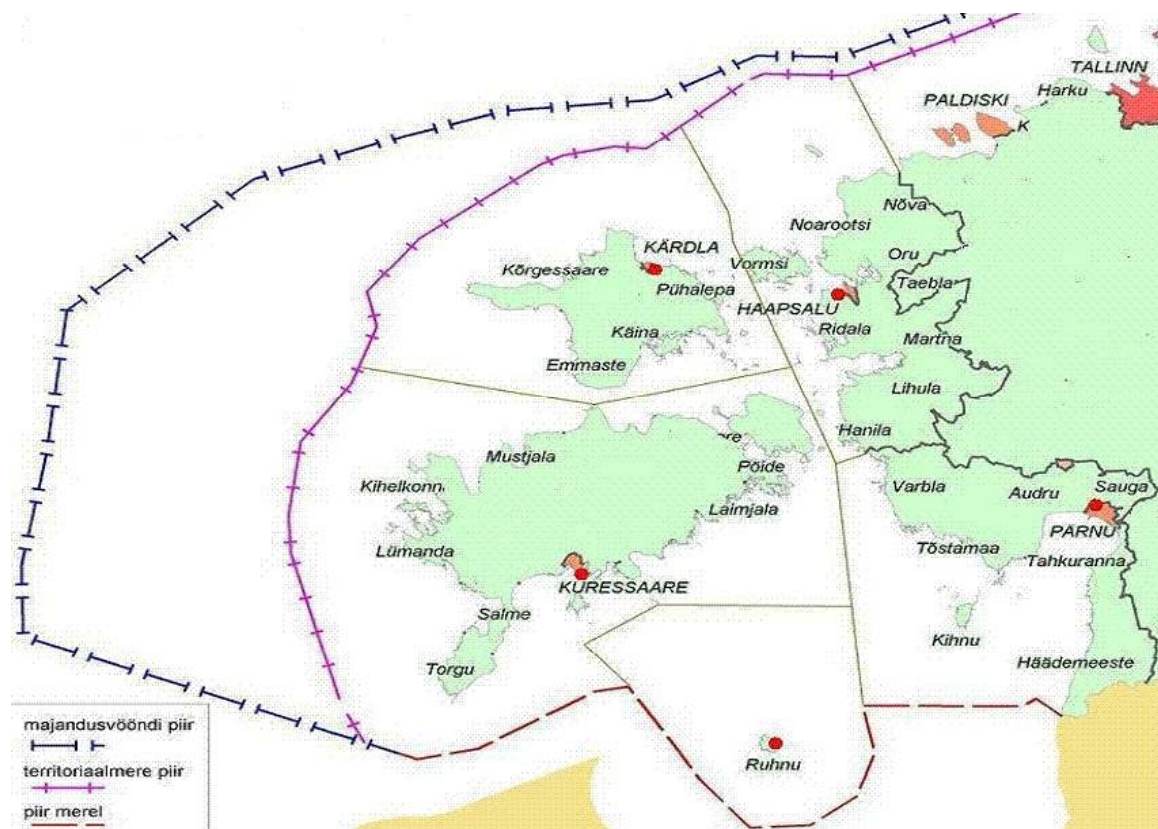 TALLINN
Harku
PALDISKI
K
Nõva
Noarootsi
KÄRDLA
Vormsi
Oru
Kõrgessaare
Taebla
Pühalepa
HAAPSALU
Ridala
Käina
Martna
Emmaste
Lihula
Hanila
re
Mustjala
Pöide
Kihelkonn
Varbla
Audru
Sauga
Laimjala
PÄRNU
Lümanda
Tõstamaa
Tahkuranna
KURESSAARE
Salme
Kihnu
Torgu
Häädemeeste
majandusvööndi piir
territoriaalmere piir
Ruhnu
piir merel